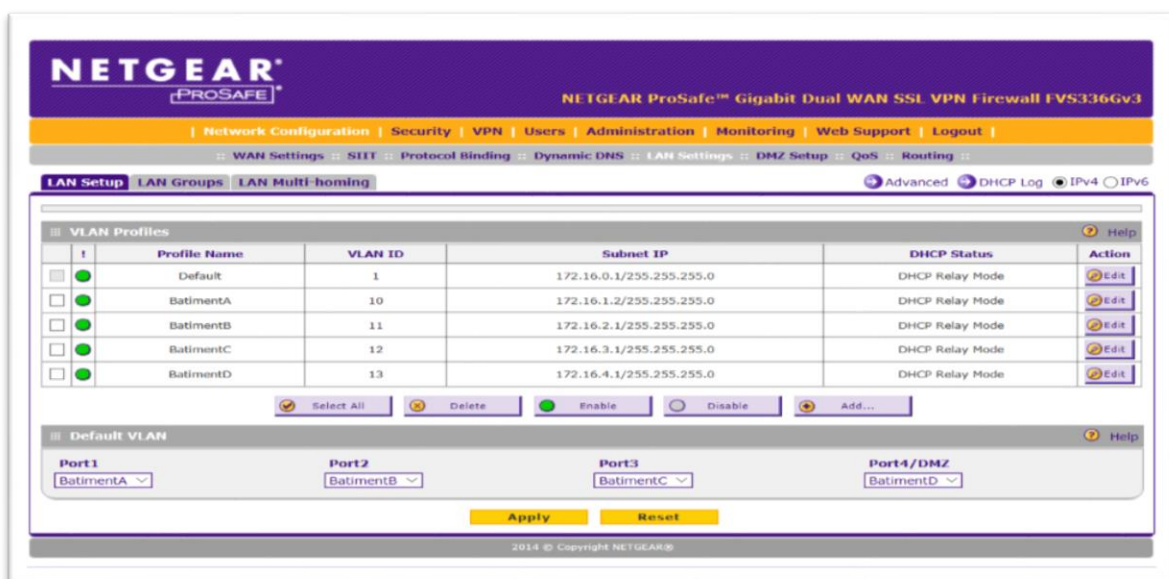 NETGEAR®
PROSAFE
NETGEAR ProSafe™ Gigabit Dual WAN SSL VPN Firewall FVS336Gv3
| Network Configuration | Security | VPN | Users | Administration | Monitoring | Web Support | Logout |
:: WAN Settings :: SIIT :: Protocol Binding :: Dynamic DNS :: LAN Settings :: DMZ Setup :: QoS :: Routing ::
LAN Setup LAN Groups LAN Multi-homing Advanced DHCP Log IPv4 IPv6
VLAN Profiles Help
! Profile Name VLAN ID Subnet IP DHCP Status Action
Default 1 172.16.0.1/255.255.255.0 DHCP Relay Mode Edit
BatimentA 10 172.16.1.2/255.255.255.0 DHCP Relay Mode Edit
BatimentB 11 172.16.2.1/255.255.255.0 DHCP Relay Mode Edit
BatimentC 12 172.16.3.1/255.255.255.0 DHCP Relay Mode Edit
BatimentD 13 172.16.4.1/255.255.255.0 DHCP Relay Mode Edit
Select All Delete Enable Disable Add...
Default VLAN Help
Port1 Port2 Port3 Port4/DMZ
BatimentA BatimentB BatimentC BatimentD
Apply Reset
2014 © Copyright NETGEAR®